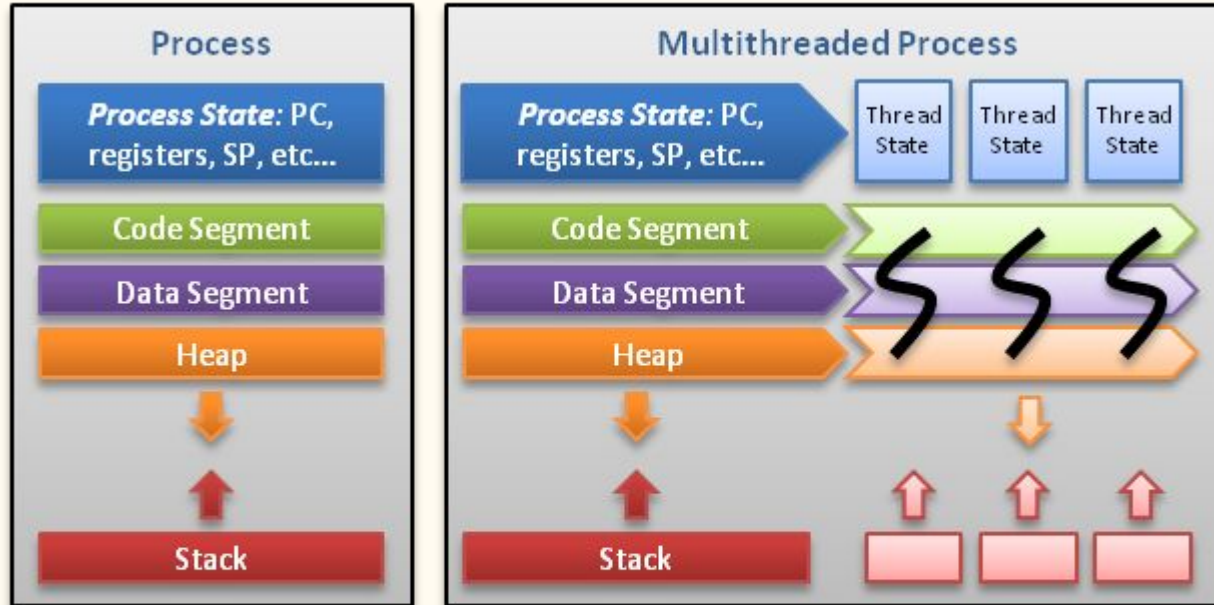 Process
Process State: PC,
registers, SP, etc...
Code Segment
Data Segment
Heap
Stack
Multithreaded Process
Process State: PC,
registers, SP, etc...
Thread
State
Thread
State
Thread
State
Code Segment
Data Segment
Heap
Stack